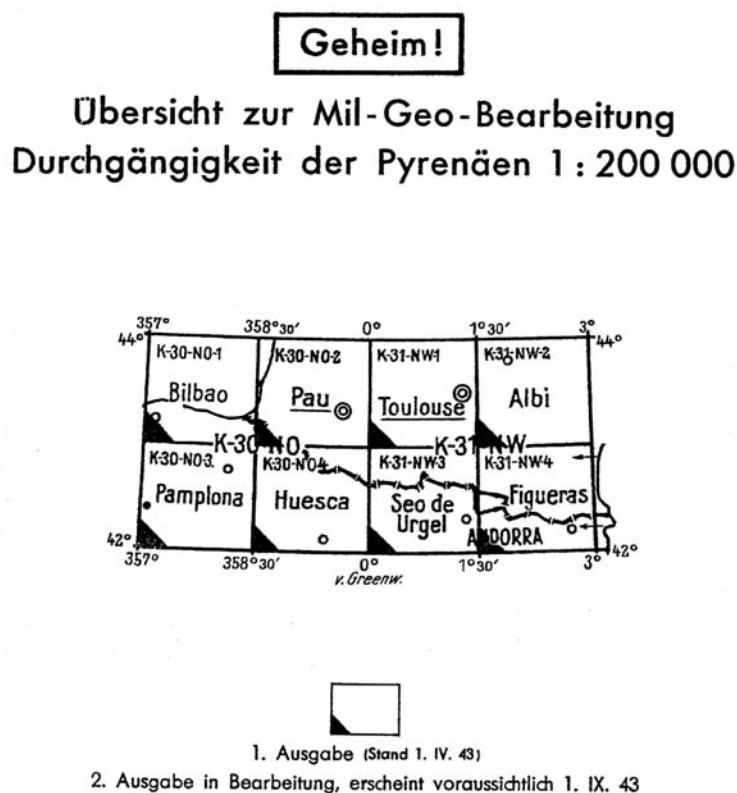 Geheim!
Übersicht zur Mil-Geo-Bearbeitung
Durchgängigkeit der Pyrenäen 1 : 200 000
357° 358°30' 0° 1°30' 3°
44° 44°
K-30-NO-1 K-30-NO-2 K-31-NW-1 K-31-NW-2
Bilbao Pau Toulouse Albi
K-30-NO K-31-NW
K-30-NO-3 K-30-NO-4 K-31-NW-3 K-31-NW-4
Pamplona Huesca Seo de Figueras
Urgel ANDORRA
42° 42°
357° 358°30' 0° 1°30' 3°
v. Greenw.
1. Ausgabe (Stand 1. IV. 43)
2. Ausgabe in Bearbeitung, erscheint voraussichtlich 1. IX. 43